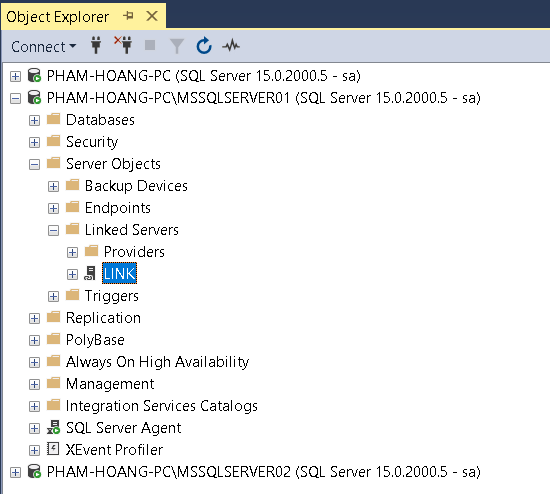 Object Explorer
Connect
PHAM-HOANG-PC (SQL Server 15.0.2000.5 - sa)
PHAM-HOANG-PC\MSSQLSERVER01 (SQL Server 15.0.2000.5 - sa)
Databases
Security
Server Objects
Backup Devices
Endpoints
Linked Servers
Providers
LINK
Triggers
Replication
PolyBase
Always On High Availability
Management
Integration Services Catalogs
SQL Server Agent
XEvent Profiler
PHAM-HOANG-PC\MSSQLSERVER02 (SQL Server 15.0.2000.5 - sa)